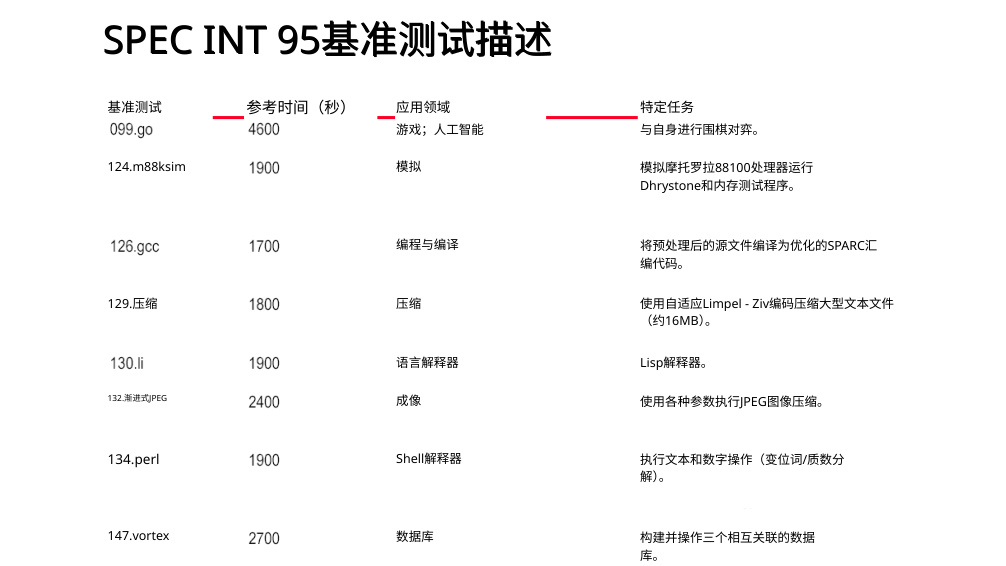 SPEC INT 95基准测试描述
基准测试 参考时间（秒） 应用领域 特定任务
099.go 4600 游戏；人工智能 与自身进行围棋对弈。
124.m88ksim 1900 模拟 模拟摩托罗拉88100处理器运行
Dhrystone和内存测试程序。
126.gcc 1700 编程与编译 将预处理后的源文件编译为优化的SPARC汇
编代码。
129.压缩 1800 压缩 使用自适应Limpel - Ziv编码压缩大型文本文件
（约16MB）。
130.li 1900 语言解释器 Lisp解释器。
132.渐进式JPEG 2400 成像 使用各种参数执行JPEG图像压缩。
134.perl 1900 Shell解释器 执行文本和数字操作（变位词/质数分
解）。
147.vortex 2700 数据库 构建并操作三个相互关联的数据
库。